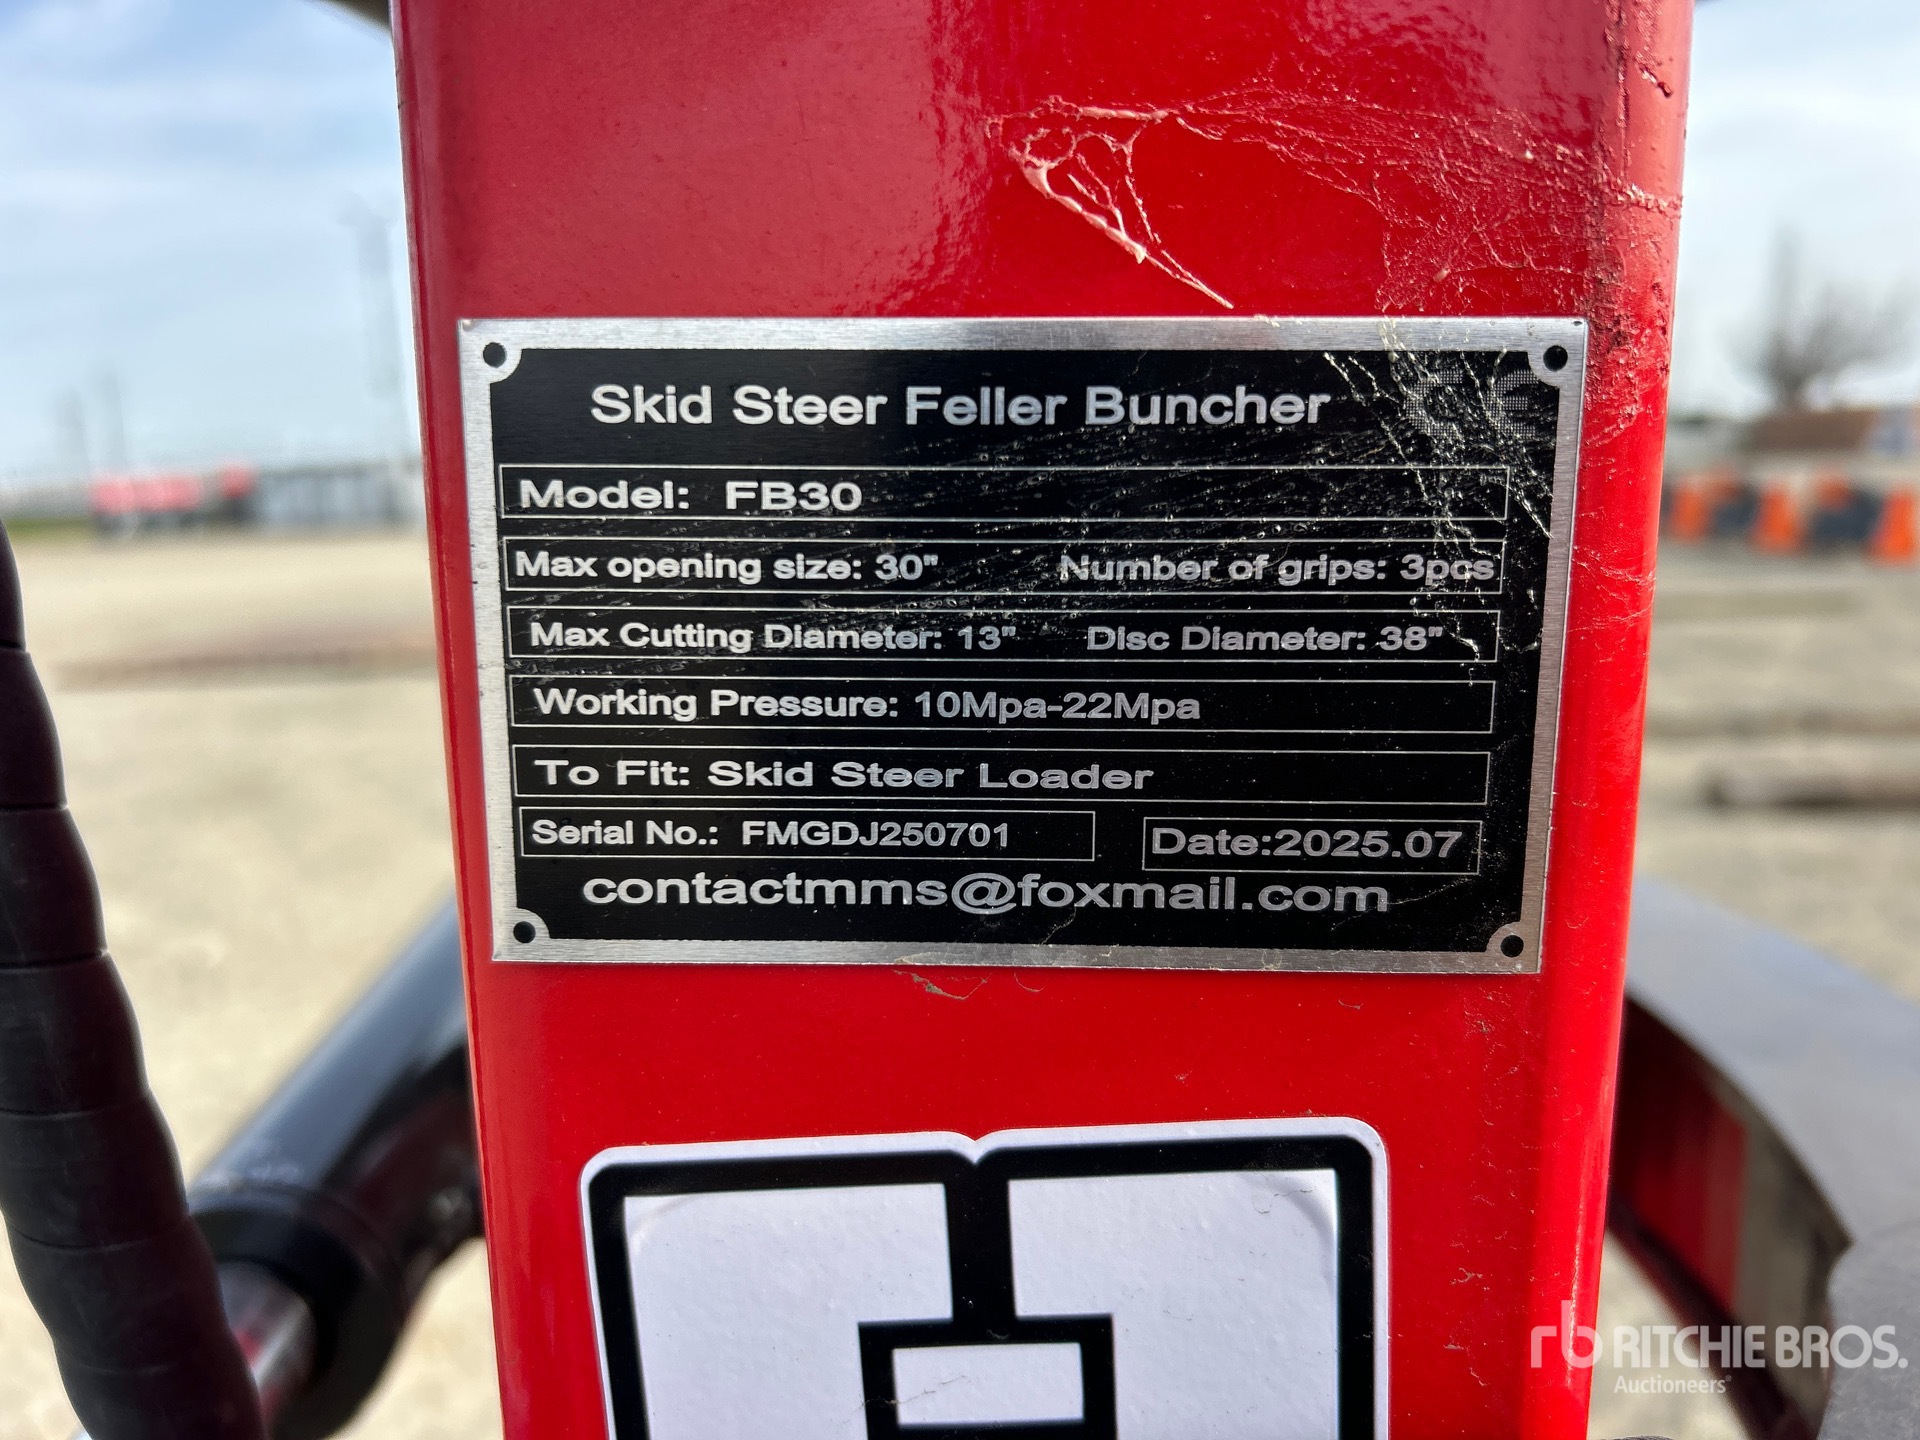 Skid Steer Feller Buncher CE
Model: FB30
Max opening size: 30" Number of grips: 3pcs
Max Cutting Diameter: 13" Disc Diameter: 38"
Working Pressure: 10Mpa-22Mpa
To Fit: Skid Steer Loader
Serial No.: FMGDJ250701 Date:2025.07
contactmms@foxmail.com
rb RITCHIE BROS.
Auctioneers